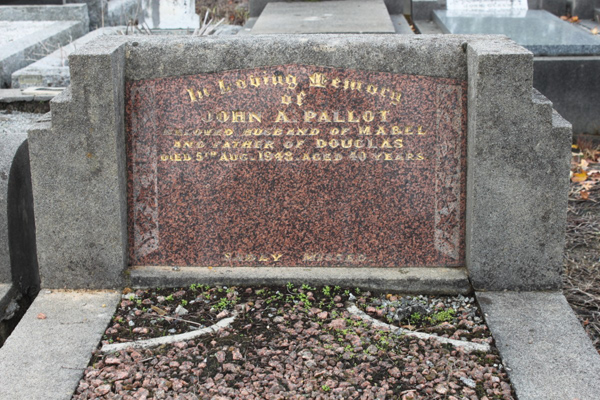 In Loving Memory
of
JOHN A. PALLOT
BELOVED HUSBAND OF MABEL
AND FATHER OF DOUGLAS
DIED 5TH AUG. 1948. AGED 40 YEARS
SADLY MISSED